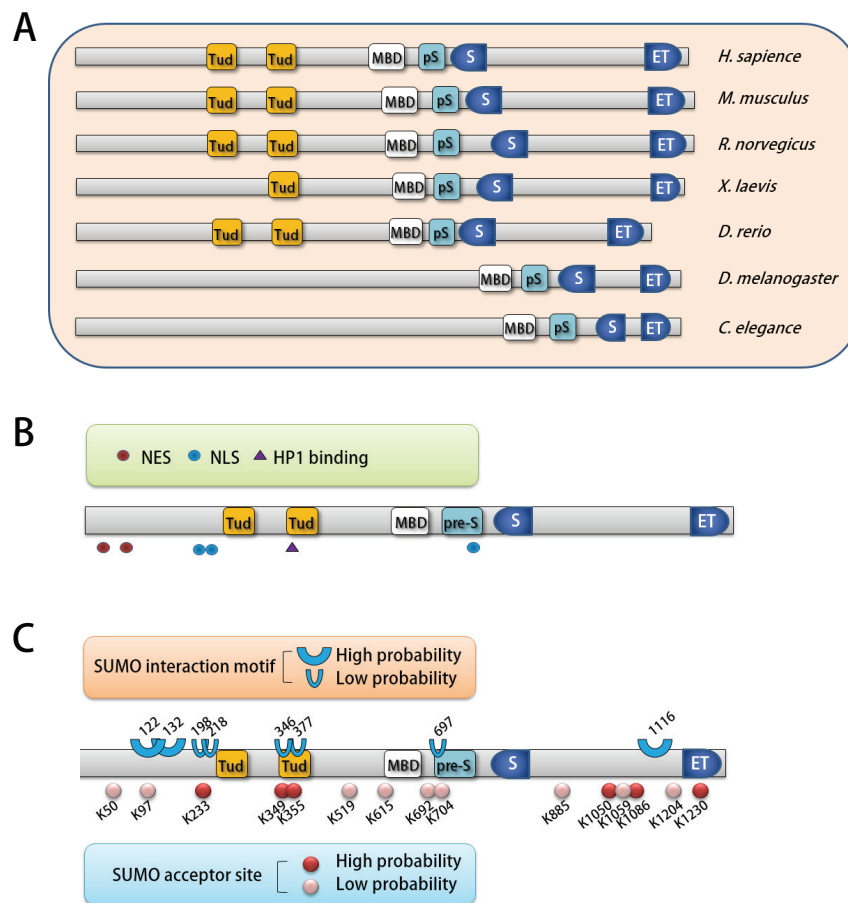 A
Tud Tud MBD pS S ET H. sapience
Tud Tud MBD pS S ET M. musculus
Tud Tud MBD pS S ET R. norvegicus
Tud MBD pS S ET X. laevis
Tud Tud MBD pS S ET D. rerio
MBD pS S ET D. melanogaster
MBD pS S ET C. elegance
B
NES NLS HP1 binding
Tud Tud MBD pre-S S ET
C
SUMO interaction motif High probability
Low probability
122 132 198 218 346 377 697 1116
Tud Tud MBD pre-S S ET
K50 K97 K233 K349 K355 K519 K615 K692 K704 K885 K1050 K1059 K1086 K1204 K1230
SUMO acceptor site High probability
Low probability